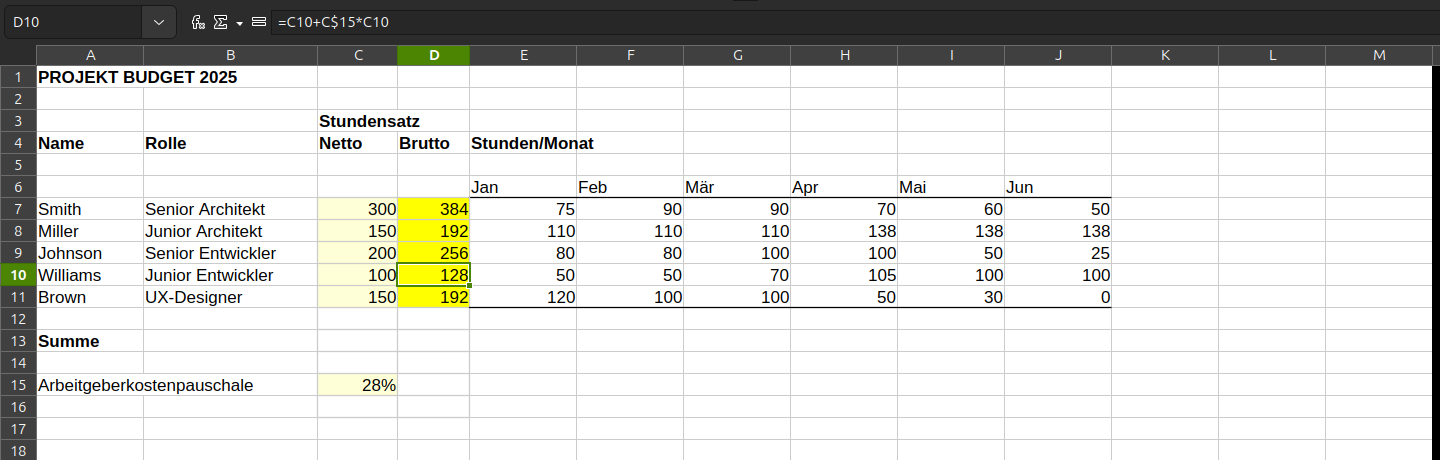 D10 =C10+C$15*C10
A B C D E F G H I J K L M
1 PROJEKT BUDGET 2025
2
3 Stundensatz
4 Name Rolle Netto Brutto Stunden/Monat
5
6 Jan Feb Mär Apr Mai Jun
7 Smith Senior Architekt 300 384 75 90 90 70 60 50
8 Miller Junior Architekt 150 192 110 110 110 138 138 138
9 Johnson Senior Entwickler 200 256 80 80 100 100 50 25
10 Williams Junior Entwickler 100 128 50 50 70 105 100 100
11 Brown UX-Designer 150 192 120 100 100 50 30 0
12
13 Summe
14
15 Arbeitgeberkostenpauschale 28%
16
17
18